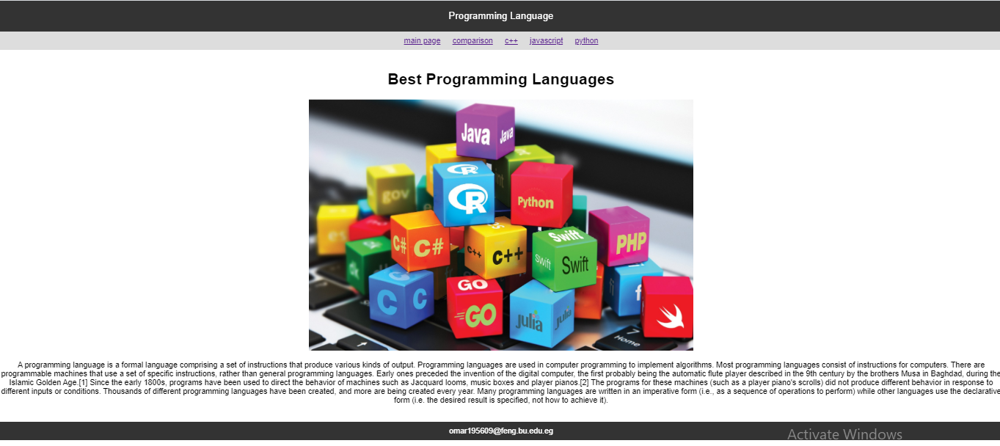 Programming Language
main page comparison c++ javascript python
Best Programming Languages
Java Java
gov
R
R
Python
es
C# C#
S
c++ C++
Swift
Swift Swift
PHP
C C
GO
GO
julia julia
fi f
7
Home
A programming language is a formal language comprising a set of instructions that produce various kinds of output. Programming languages are used in computer programming to implement algorithms. Most programming languages consist of instructions for computers. There are
programmable machines that use a set of specific instructions, rather than general programming languages. Early ones preceded the invention of the digital computer, the first probably being the automatic flute player described in the 9th century by the brothers Musa in Baghdad, during the
Islamic Golden Age.[1] Since the early 1800s, programs have been used to direct the behavior of machines such as Jacquard looms, music boxes and player pianos.[2] The programs for these machines (such as a player piano's scrolls) did not produce different behavior in response to
different inputs or conditions. Thousands of different programming languages have been created, and more are being created every year. Many programming languages are written in an imperative form (i.e., as a sequence of operations to perform) while other languages use the declarative
form (i.e. the desired result is specified, not how to achieve it).
omar195609@feng.bu.edu.eg
Activate Windows